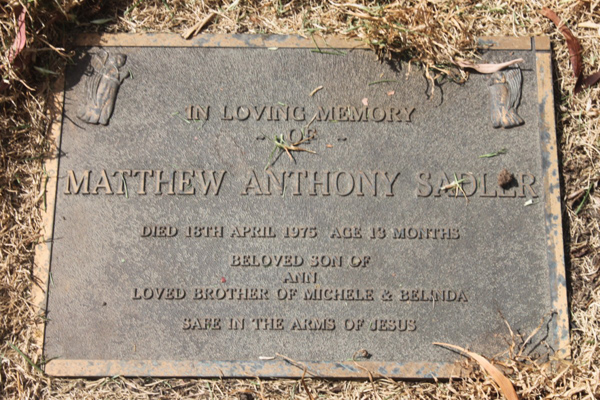 IN LOVING MEMORY
~ OF ~
MATTHEW ANTHONY SADLER
DIED 18TH APRIL 1975 AGE 13 MONTHS
BELOVED SON OF
ANN
LOVED BROTHER OF MICHELE & BELINDA
SAFE IN THE ARMS OF JESUS